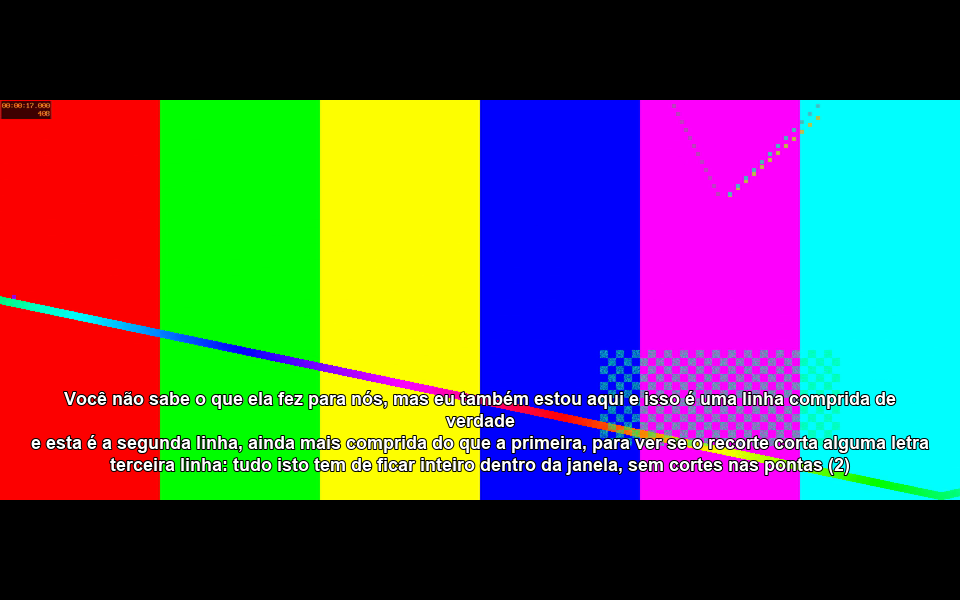 00:00:17.000
408
Você não sabe o que ela fez para nós, mas eu também estou aqui e isso é uma linha comprida de
verdade
e esta é a segunda linha, ainda mais comprida do que a primeira, para ver se o recorte corta alguma letra
terceira linha: tudo isto tem de ficar inteiro dentro da janela, sem cortes nas pontas (2)